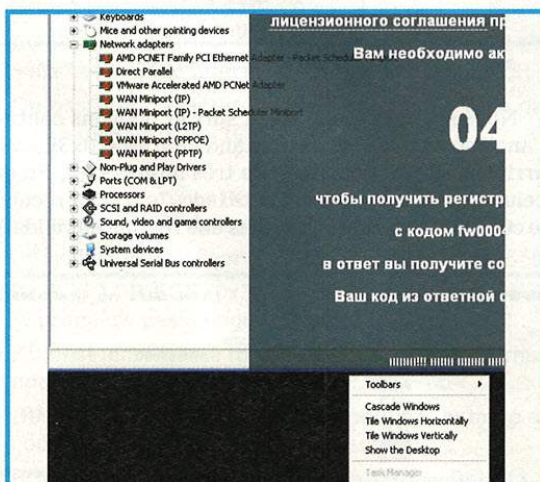 Keyboards
Mice and other pointing devices
Network adapters
AMD PCNET Family PCI Ethernet Adapter - Packet Scheduler
Direct Parallel
VMware Accelerated AMD PCNet Adapter
WAN Miniport (IP)
WAN Miniport (IP) - Packet Scheduler Miniport
WAN Miniport (L2TP)
WAN Miniport (PPPOE)
WAN Miniport (PPTP)
Non-Plug and Play Drivers
Ports (COM & LPT)
Processors
SCSI and RAID controllers
Sound, video and game controllers
Storage volumes
System devices
Universal Serial Bus controllers
лицензионного соглашения
Вам необходимо
04
чтобы получить
с кодом fw0004
в ответ вы получите
Ваш код из ответной
Toolbars
Cascade Windows
Tile Windows Horizontally
Tile Windows Vertically
Show the Desktop
Task Manager